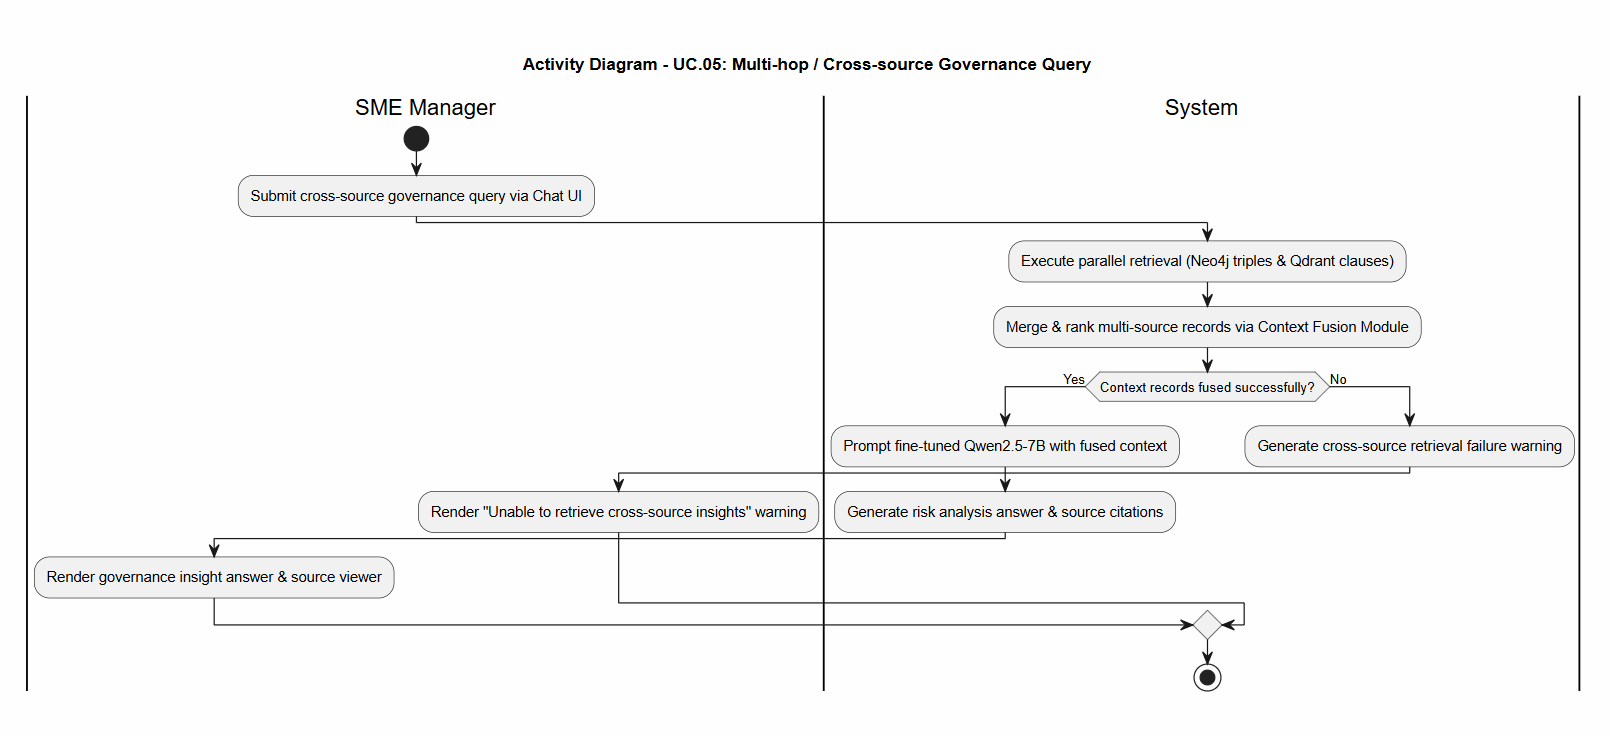 Activity Diagram - UC.05: Multi-hop / Cross-source Governance Query
SME Manager
System
Submit cross-source governance query via Chat UI
Execute parallel retrieval (Neo4j triples & Qdrant clauses)
Merge & rank multi-source records via Context Fusion Module
Yes
Context records fused successfully?
No
Prompt fine-tuned Qwen2.5-7B with fused context
Generate cross-source retrieval failure warning
Render "Unable to retrieve cross-source insights" warning
Generate risk analysis answer & source citations
Render governance insight answer & source viewer